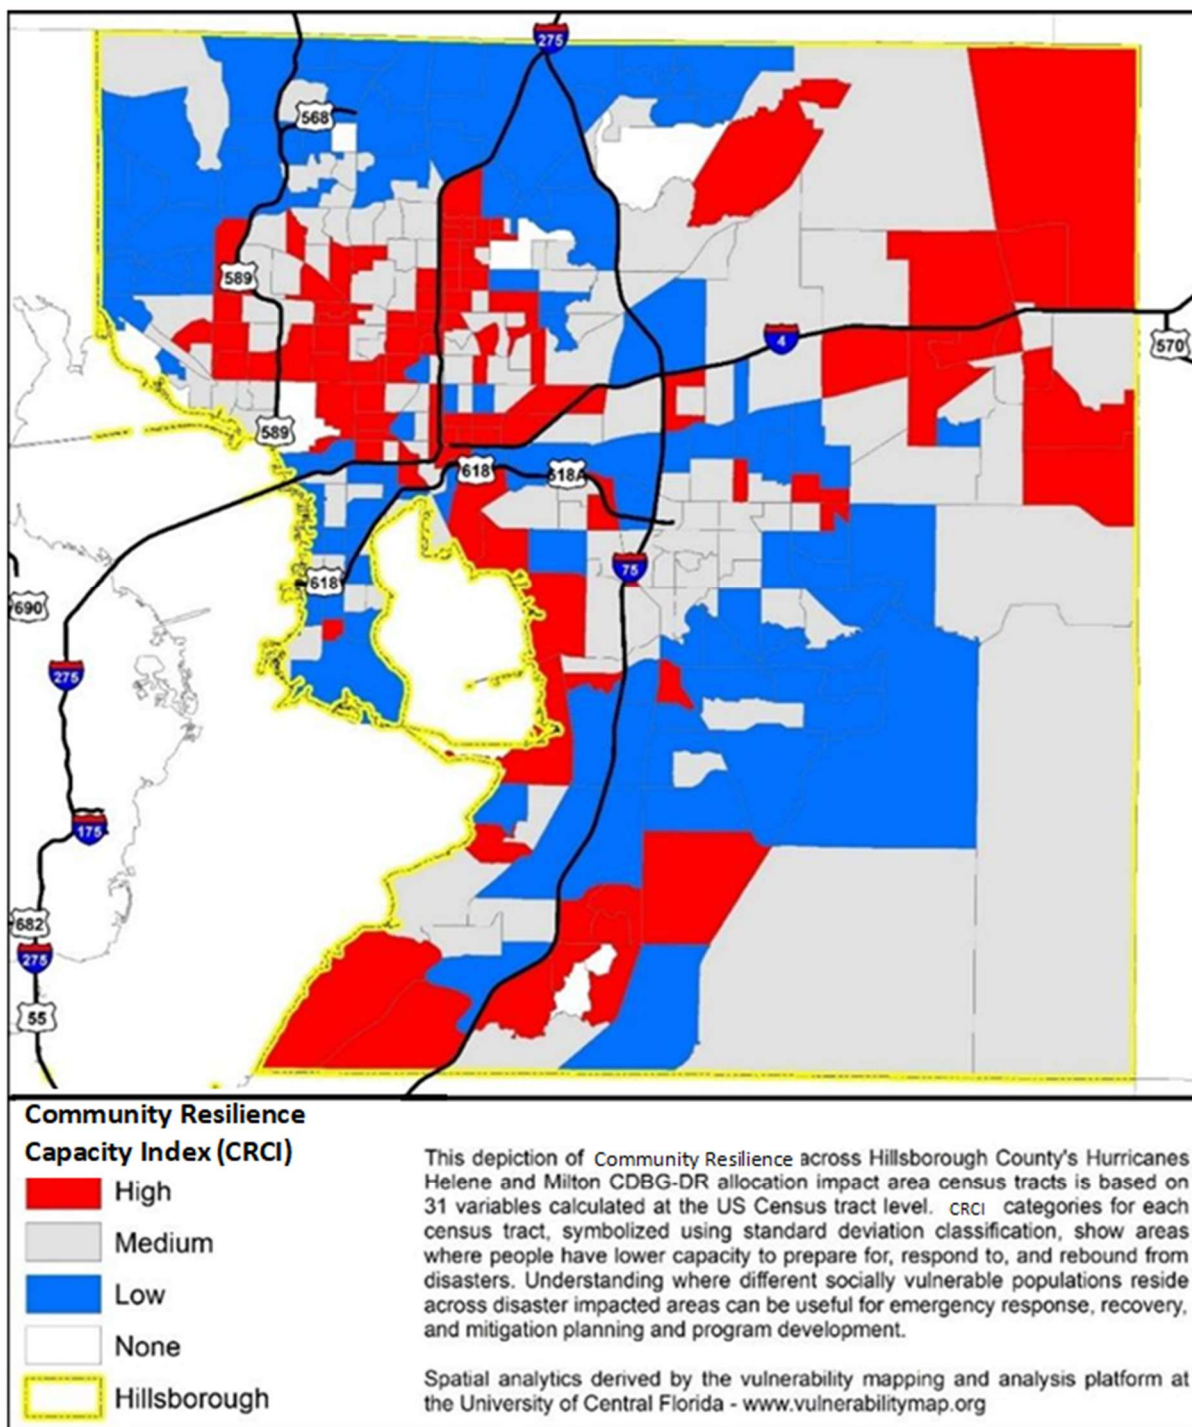 275
568
589
4
570
589
618
618A
75
618
690
275
175
682
275
55
Community Resilience
Capacity Index (CRCI)
High
Medium
Low
None
Hillsborough
This depiction of Community Resilience across Hillsborough County's Hurricanes
Helene and Milton CDBG-DR allocation impact area census tracts is based on
31 variables calculated at the US Census tract level. CRCI categories for each
census tract, symbolized using standard deviation classification, show areas
where people have lower capacity to prepare for, respond to, and rebound from
disasters. Understanding where different socially vulnerable populations reside
across disaster impacted areas can be useful for emergency response, recovery,
and mitigation planning and program development.
Spatial analytics derived by the vulnerability mapping and analysis platform at
the University of Central Florida - www.vulnerabilitymap.org